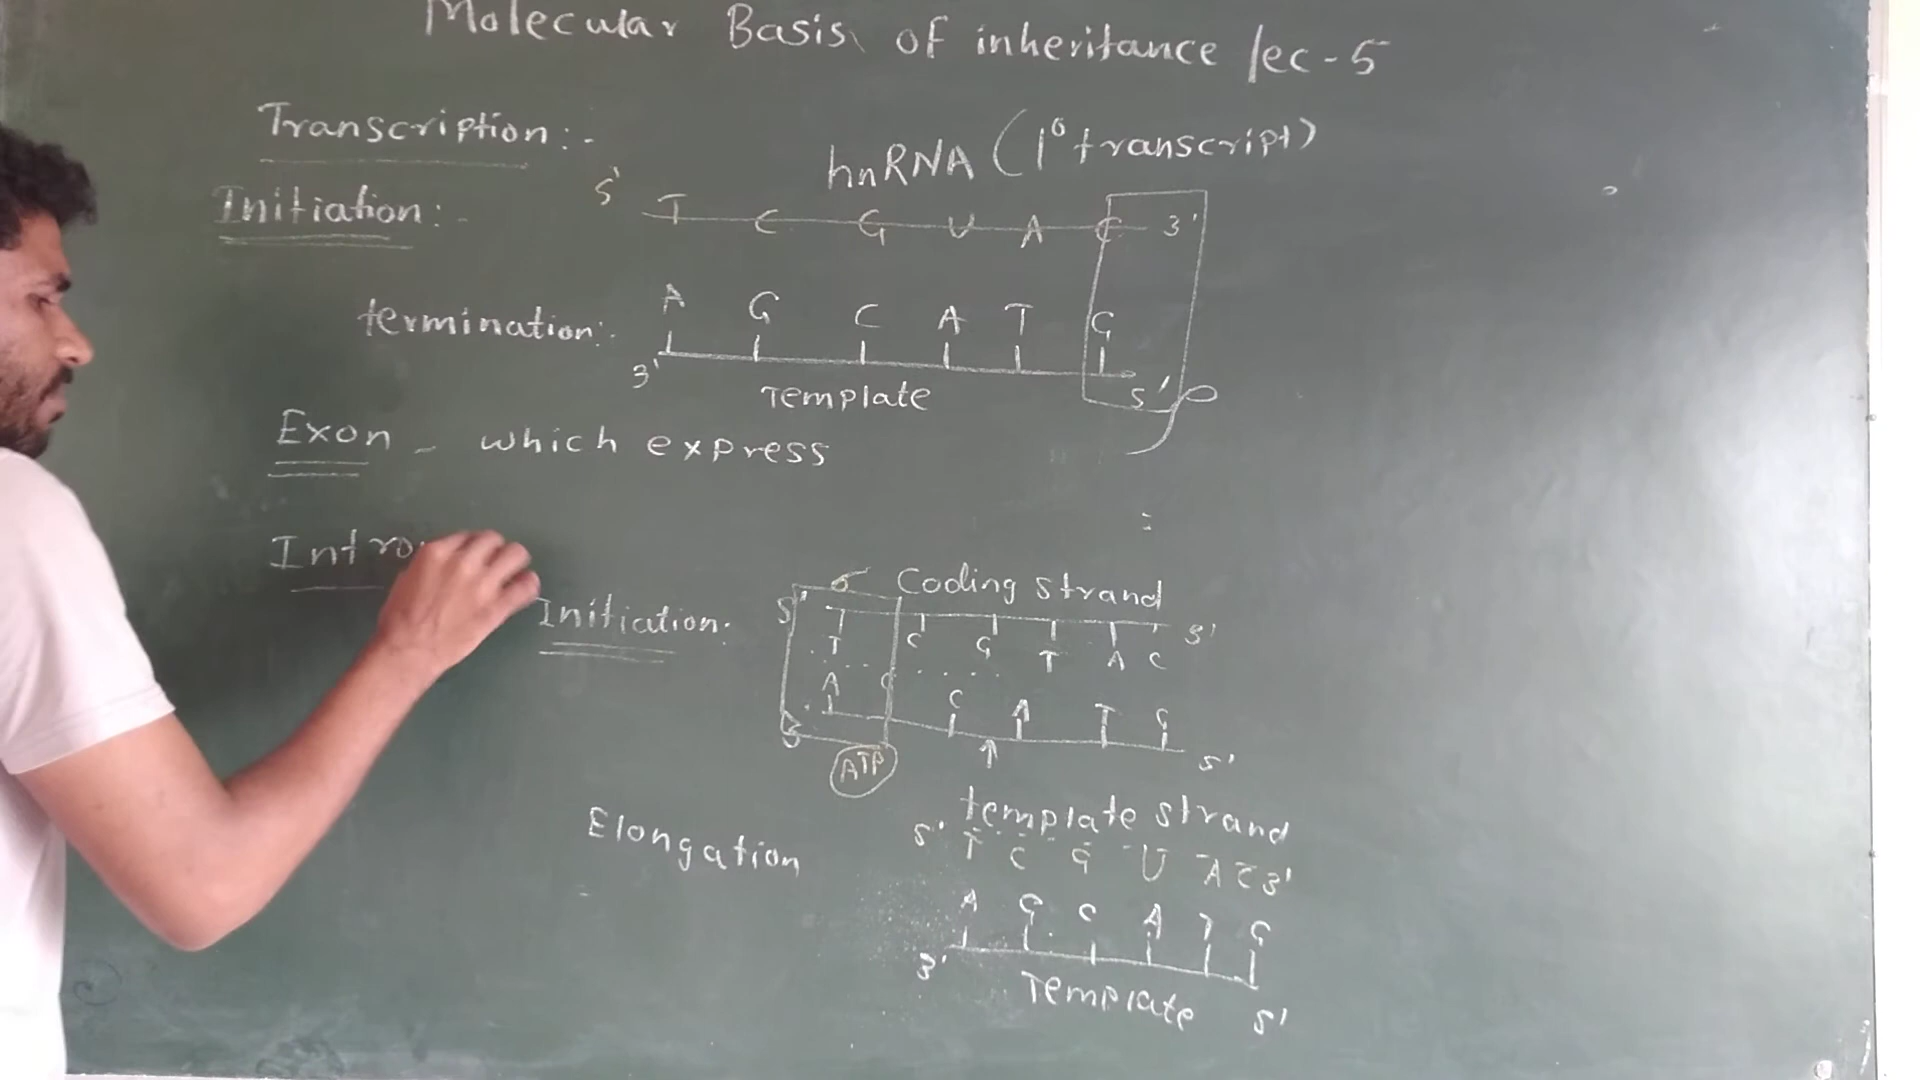 Molecular Basis of inheritance lec-5
Transcription:-
hnRNA (1° transcript)
Initiation:-
5' T C G U A C 3'
termination:-
A G C A T G
3' 5'
Template
Exon - which express
Intro
σ Coding strand
Initiation.
5' 3'
T C G T A C
A G C A T G
3' 5'
ATP
template strand
Elongation
5' T C G U A C 3'
A G C A T G
3' 5'
Template